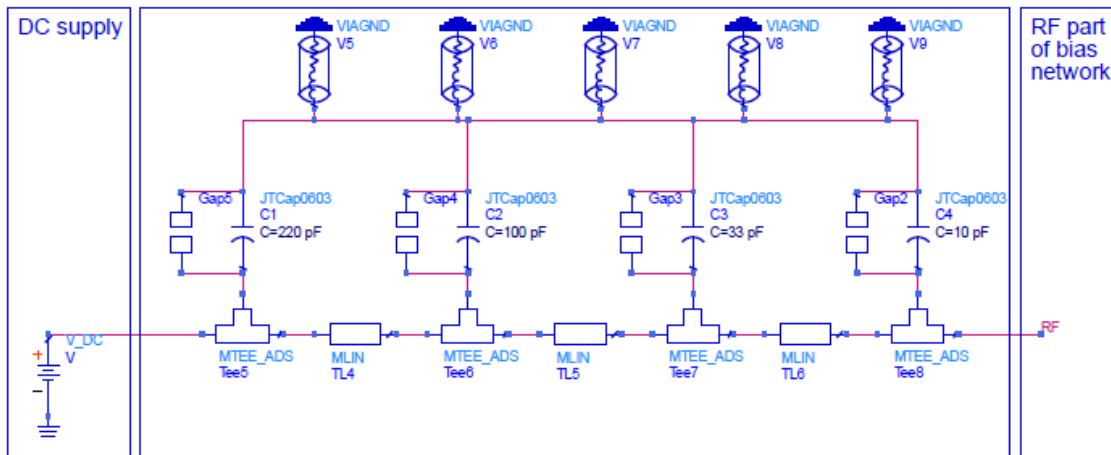 DC supply
RF part
of bias
network
VIAGND
V5
VIAGND
V6
VIAGND
V7
VIAGND
V8
VIAGND
V9
Gap5
JTCap0603
C1
C=220 pF
Gap4
JTCap0603
C2
C=100 pF
Gap3
JTCap0603
C3
C=33 pF
Gap2
JTCap0603
C4
C=10 pF
+
V_DC
V
−
MTEE_ADS
Tee5
MLIN
TL4
MTEE_ADS
Tee6
MLIN
TL5
MTEE_ADS
Tee7
MLIN
TL6
MTEE_ADS
Tee8
RF